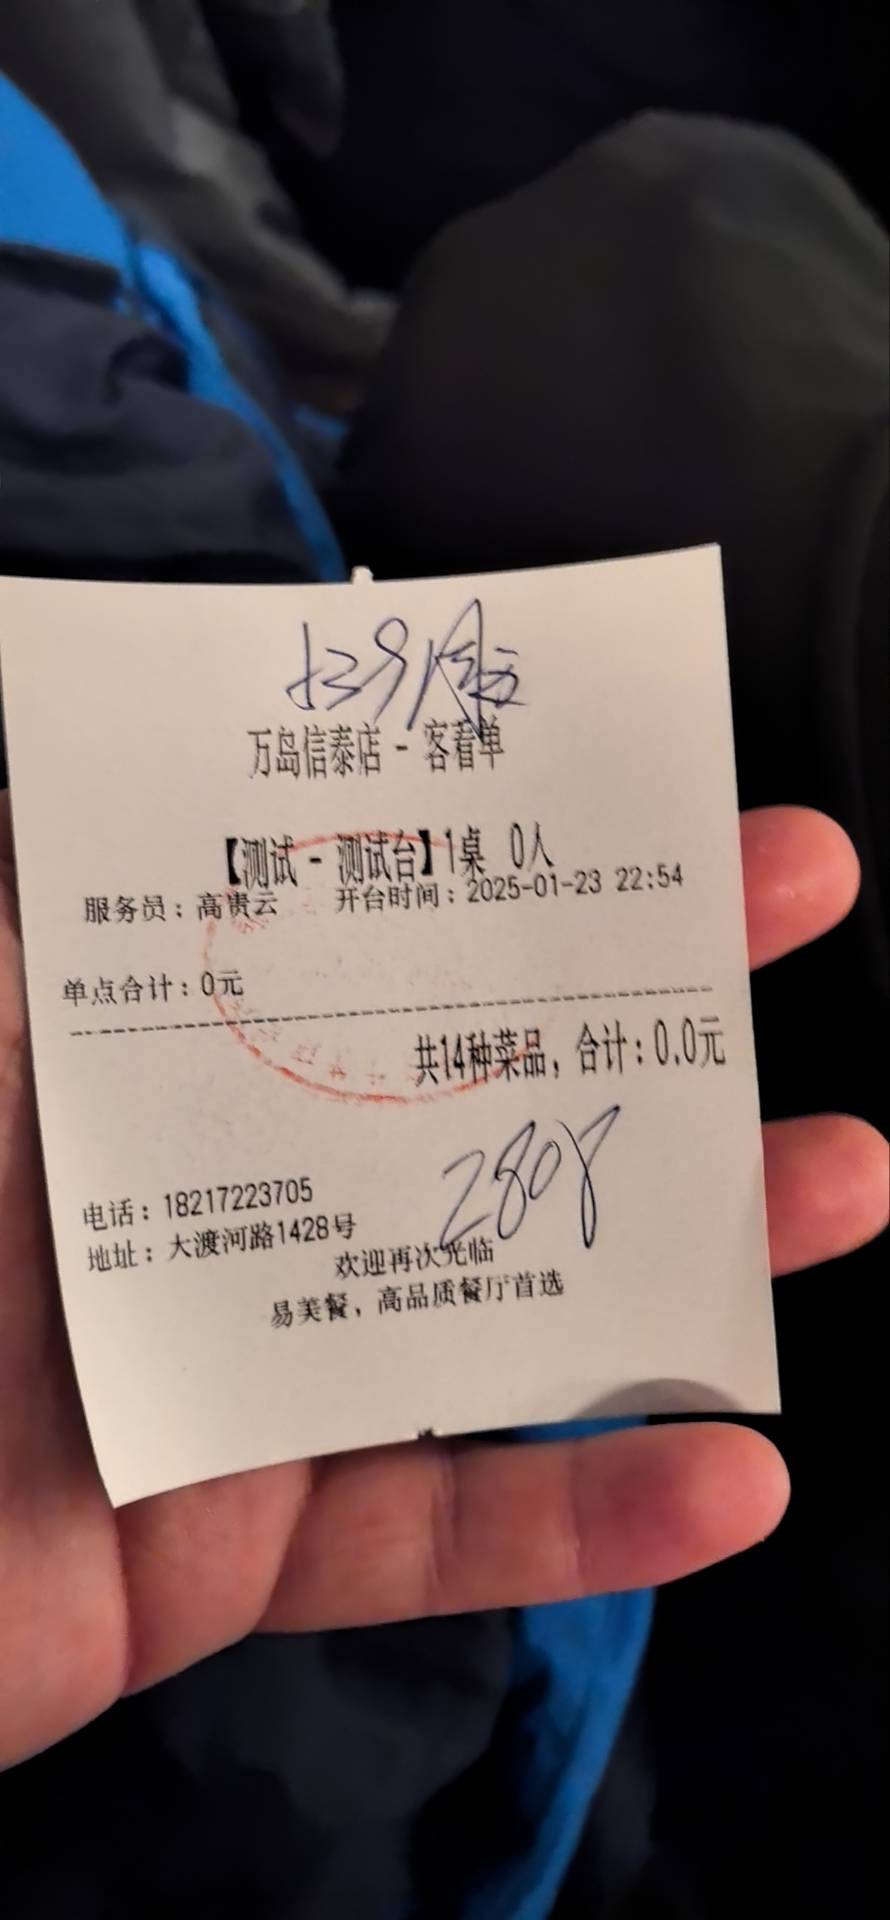 万岛信泰店 - 客看单
【测试 - 测试台】1桌 0人
服务员：高贵云 开台时间：2025-01-23 22:54
单点合计：0元
共14种菜品，合计：0.0元
2808
电话：18217223705
地址：大渡河路1428号
欢迎再次光临
易美餐，高品质餐厅首选